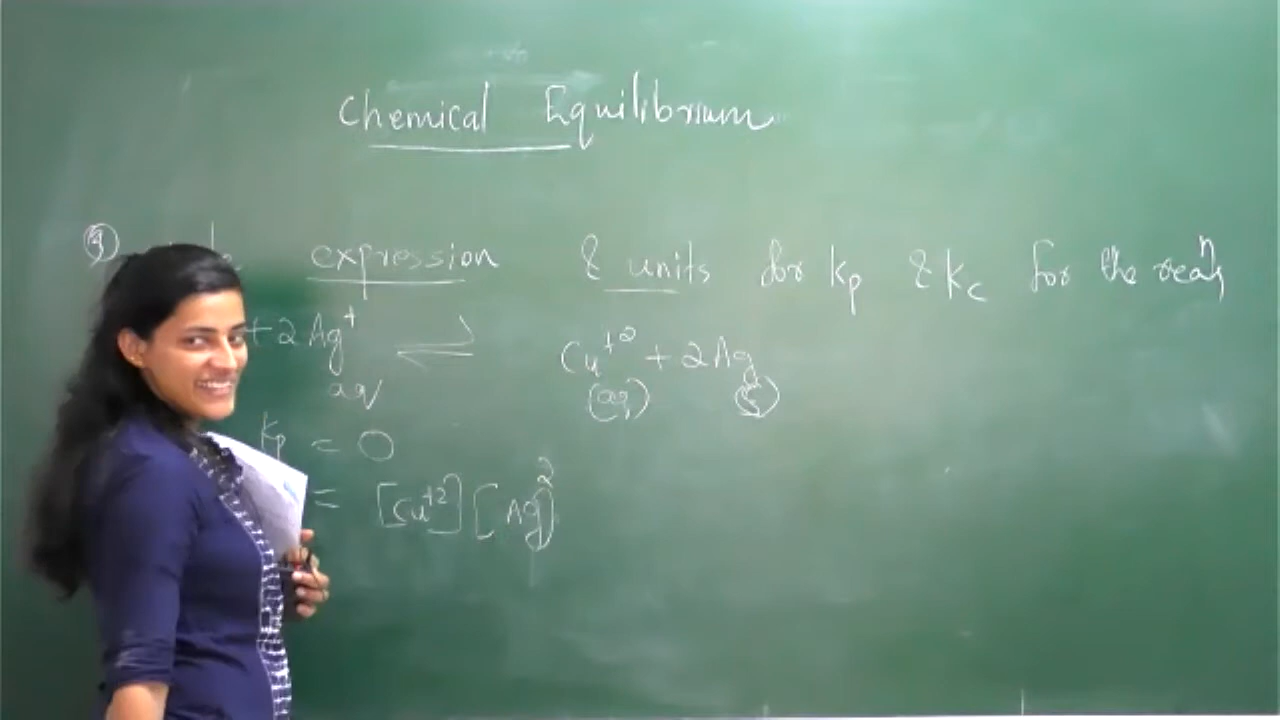 Chemical Equilibrium
Q) expression & units for Kp & Kc for the reaⁿ,
+ 2Ag⁺ ⇌ Cu⁺² + 2Ag
aq (aq) (s)
Kp = 0
= [Cu⁺²] [Ag]²